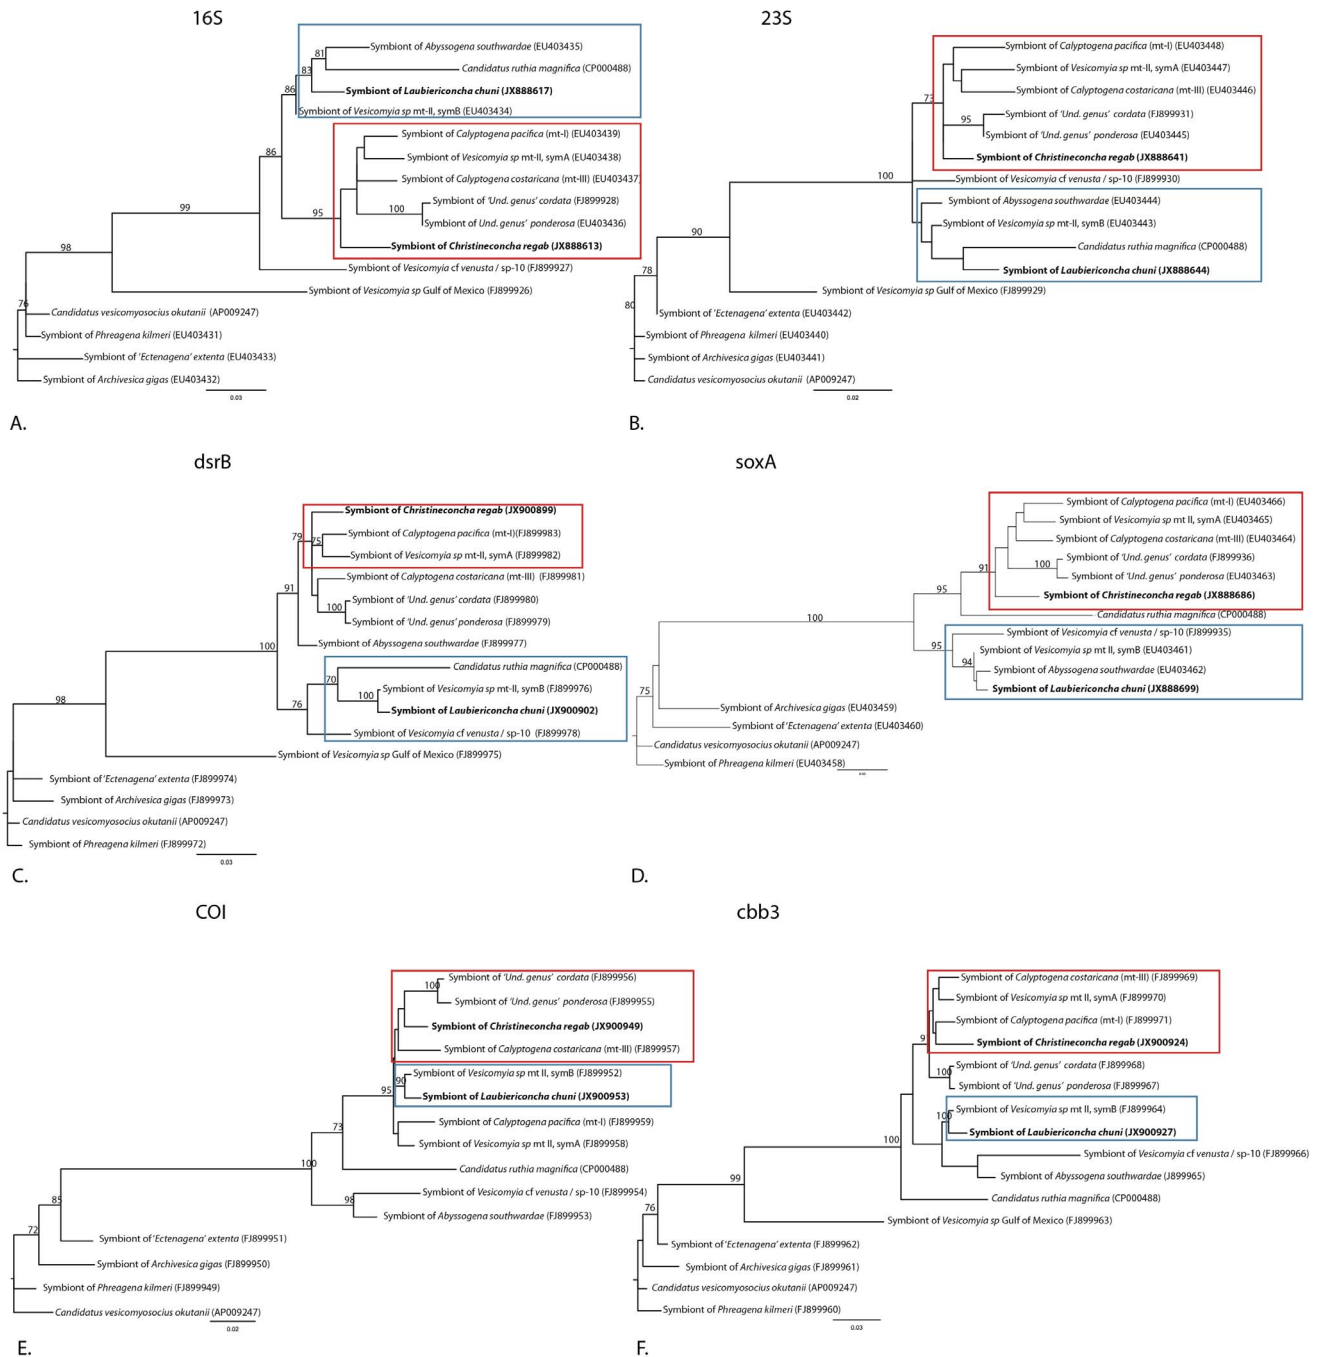 16S
81
Symbiont of Abyssogena southwardae (EU403435)
83
Candidatus ruthia magnifica (CP000488)
86
Symbiont of Laubiericoncha chuni (JX888617)
Symbiont of Vesicomyia sp mt-II, symB (EU403434)
86
Symbiont of Calyptogena pacifica (mt-I) (EU403439)
Symbiont of Vesicomyia sp mt-II, symA (EU403438)
Symbiont of Calyptogena costaricana (mt-III) (EU403437)
99
95
100
Symbiont of 'Und. genus' cordata (FJ899928)
Symbiont of Und. genus' ponderosa (EU403436)
98
Symbiont of Christineconcha regab (JX888613)
Symbiont of Vesicomyia cf venusta / sp-10 (FJ899927)
Symbiont of Vesicomyia sp Gulf of Mexico (FJ899926)
76
Candidatus vesicomyosocius okutanii (AP009247)
Symbiont of Phreagena kilmeri (EU403431)
Symbiont of 'Ectenagena' extenta (EU403433)
Symbiont of Archivesica gigas (EU403432)
0.03
A.
23S
Symbiont of Calyptogena pacifica (mt-I) (EU403448)
Symbiont of Vesicomyia sp mt-II, symA (EU403447)
Symbiont of Calyptogena costaricana (mt-III) (EU403446)
73
95
Symbiont of 'Und. genus' cordata (FJ899931)
Symbiont of 'Und. genus' ponderosa (EU403445)
Symbiont of Christineconcha regab (JX888641)
100
Symbiont of Vesicomyia cf venusta / sp-10 (FJ899930)
Symbiont of Abyssogena southwardae (EU403444)
Symbiont of Vesicomyia sp mt-II, symB (EU403443)
90
Candidatus ruthia magnifica (CP000488)
Symbiont of Laubiericoncha chuni (JX888644)
78
Symbiont of Vesicomyia sp Gulf of Mexico (FJ899929)
80
Symbiont of 'Ectenagena' extenta (EU403442)
Symbiont of Phreagena kilmeri (EU403440)
Symbiont of Archivesica gigas (EU403441)
Candidatus vesicomyosocius okutanii (AP009247)
0.02
B.
dsrB
Symbiont of Christineconcha regab (JX900899)
79
75
Symbiont of Calyptogena pacifica (mt-I)(FJ899983)
Symbiont of Vesicomyia sp mt-II, symA (FJ899982)
Symbiont of Calyptogena costaricana (mt-III) (FJ899981)
91
100
Symbiont of 'Und. genus' cordata (FJ899980)
Symbiont of 'Und. genus' ponderosa (FJ899979)
100
Symbiont of Abyssogena southwardae (FJ899977)
Candidatus ruthia magnifica (CP000488)
70
Symbiont of Vesicomyia sp mt-II, symB (FJ899976)
100
98
76
Symbiont of Laubiericoncha chuni (JX900902)
Symbiont of Vesicomyia cf venusta / sp-10 (FJ899978)
Symbiont of Vesicomyia sp Gulf of Mexico (FJ899975)
Symbiont of 'Ectenagena' extenta (FJ899974)
Symbiont of Archivesica gigas (FJ899973)
Candidatus vesicomyosocius okutanii (AP009247)
Symbiont of Phreagena kilmeri (FJ899972)
0.03
C.
soxA
Symbiont of Calyptogena pacifica (mt-I) (EU403466)
Symbiont of Vesicomyia sp mt II, symA (EU403465)
Symbiont of Calyptogena costaricana (mt-III) (EU403464)
91
100
Symbiont of 'Und. genus' cordata (FJ899936)
Symbiont of 'Und. genus' ponderosa (EU403463)
95
Symbiont of Christineconcha regab (JX888686)
100
Candidatus ruthia magnifica (CP000488)
Symbiont of Vesicomyia cf venusta / sp-10 (FJ899935)
95
Symbiont of Vesicomyia sp mt II, symB (EU403461)
94
Symbiont of Abyssogena southwardae (EU403462)
Symbiont of Laubiericoncha chuni (JX888699)
75
Symbiont of Archivesica gigas (EU403459)
Symbiont of 'Ectenagena' extenta (EU403460)
Candidatus vesicomyosocius okutanii (AP009247)
Symbiont of Phreagena kilmeri (EU403458)
D.
COI
Symbiont of 'Und. genus' cordata (FJ899956)
100
Symbiont of 'Und. genus' ponderosa (FJ899955)
Symbiont of Christineconcha regab (JX900949)
Symbiont of Calyptogena costaricana (mt-III) (FJ899957)
Symbiont of Vesicomyia sp mt II, symB (FJ899952)
90
95
Symbiont of Laubiericoncha chuni (JX900953)
Symbiont of Calyptogena pacifica (mt-I) (FJ899959)
73
Symbiont of Vesicomyia sp mt II, symA (FJ899958)
100
Candidatus ruthia magnifica (CP000488)
Symbiont of Vesicomyia cf venusta / sp-10 (FJ899954)
98
85
Symbiont of Abyssogena southwardae (FJ899953)
72
Symbiont of 'Ectenagena' extenta (FJ899951)
Symbiont of Archivesica gigas (FJ899950)
Symbiont of Phreagena kilmeri (FJ899949)
Candidatus vesicomyosocius okutanii (AP009247)
0.02
E.
cbb3
Symbiont of Calyptogena costaricana (mt-III) (FJ899969)
Symbiont of Vesicomyia sp mt II, symA (FJ899970)
Symbiont of Calyptogena pacifica (mt-I) (FJ899971)
Symbiont of Christineconcha regab (JX900924)
Symbiont of 'Und. genus' cordata (FJ899968)
100
Symbiont of 'Und. genus' ponderosa (FJ899967)
Symbiont of Vesicomyia sp mt II, symB (FJ899964)
100
Symbiont of Laubiericoncha chuni (JX900927)
100
Symbiont of Vesicomyia cf venusta / sp-10 (FJ899966)
Symbiont of Abyssogena southwardae (J899965)
99
Candidatus ruthia magnifica (CP000488)
76
Symbiont of Vesicomyia sp Gulf of Mexico (FJ899963)
Symbiont of 'Ectenagena' extenta (FJ899962)
Symbiont of Archivesica gigas (FJ899961)
Candidatus vesicomyosocius okutanii (AP009247)
Symbiont of Phreagena kilmeri (FJ899960)
0.03
F.